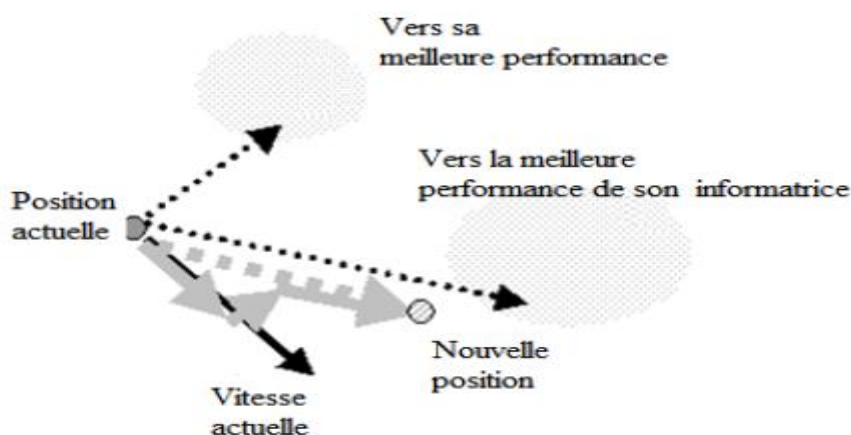 Vers sa
meilleure performance
Vers la meilleure
performance de son informatrice
Position
actuelle
Nouvelle
position
Vitesse
actuelle